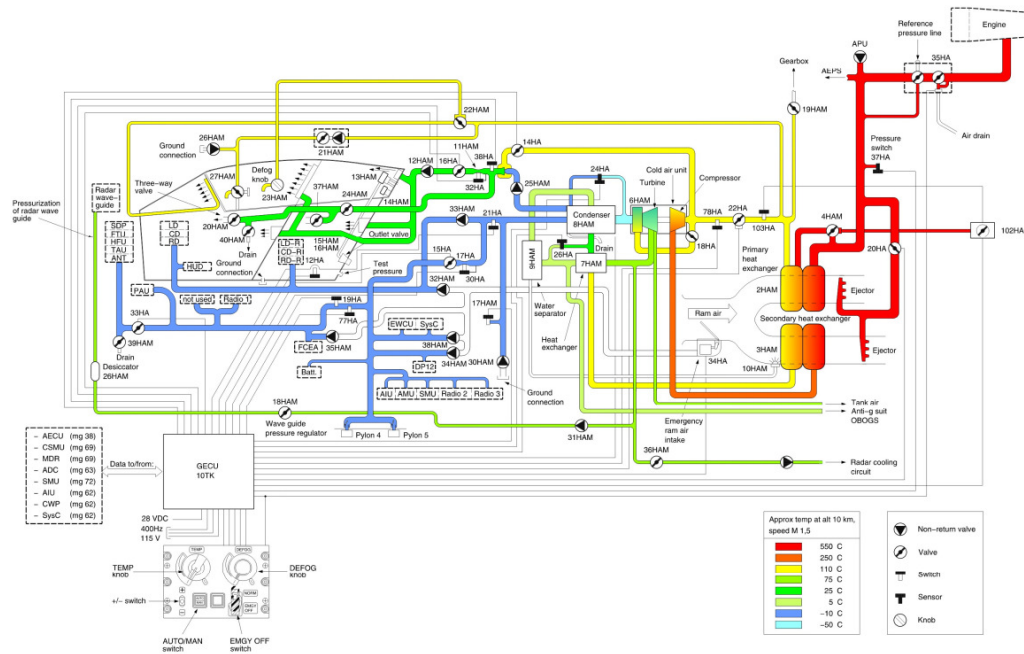 Engine
Reference
pressure line
35HA
APU
AEPS
Gearbox
19HAM
Air drain
Pressure
switch
37HA
22HAM
26HAM
Ground
connection
21HAM
14HA
11HAM
38HA
12HAM
16HA
32HA
13HAM
24HA
Cold air unit
Turbine
Compressor
6HAM
27HAM
Defog
knob
23HAM
37HAM
24HAM
14HAM
25HAM
Three-way
valve
Radar
wave-
guide
Pressurization
of radar wave
guide
20HAM
40HAM
Drain
Outlet valve
15HAM
16HAM
12HA
Test
pressure
Ground
connection
SDP
FTU
HFU
TAU
ANT
LD
CD
RD
HUD
LD-R
CD-R
RD-R
33HAM
21HA
15HA
17HA
30HA
32HAM
Condenser
8HAM
Drain
26HA
7HAM
9HAM
Water
separator
Heat
exchanger
78HA
22HA
103HA
18HA
4HAM
20HA
102HA
Primary
heat
exchanger
2HAM
Ejector
Secondary heat exchanger
3HAM
10HAM
Ejector
Ram air
34HA
Emergency
ram air
intake
PAU
not used
Radio 1
33HA
39HAM
Drain
Desiccator
26HAM
19HA
77HA
FCEA
35HAM
Batt.
EWCU
SysC
38HAM
34HAM
IDP12
17HAM
30HAM
Ground
connection
AIU
AMU
SMU
Radio 2
Radio 3
Pylon 4
Pylon 5
18HAM
Wave guide
pressure regulator
31HAM
36HAM
Tank air
Anti-g suit
OBOGS
Radar cooling
circuit
- AECU (mg 38)
- CSMU (mg 69)
- MDR (mg 69)
- ADC (mg 63)
- SMU (mg 72)
- AIU (mg 62)
- CWP (mg 62)
- SysC (mg 62)
Data to/from:
GECU
10TK
28 VDC
400Hz
115 V
TEMP
DEFOG
TEMP
knob
DEFOG
knob
+/- switch
NORM
EMGY
OFF
AUTO/MAN
switch
EMGY OFF
switch
Approx temp at alt 10 km,
speed M 1,5
550 C
250 C
110 C
75 C
25 C
5 C
-10 C
-50 C
Non-return valve
Valve
Switch
Sensor
Knob